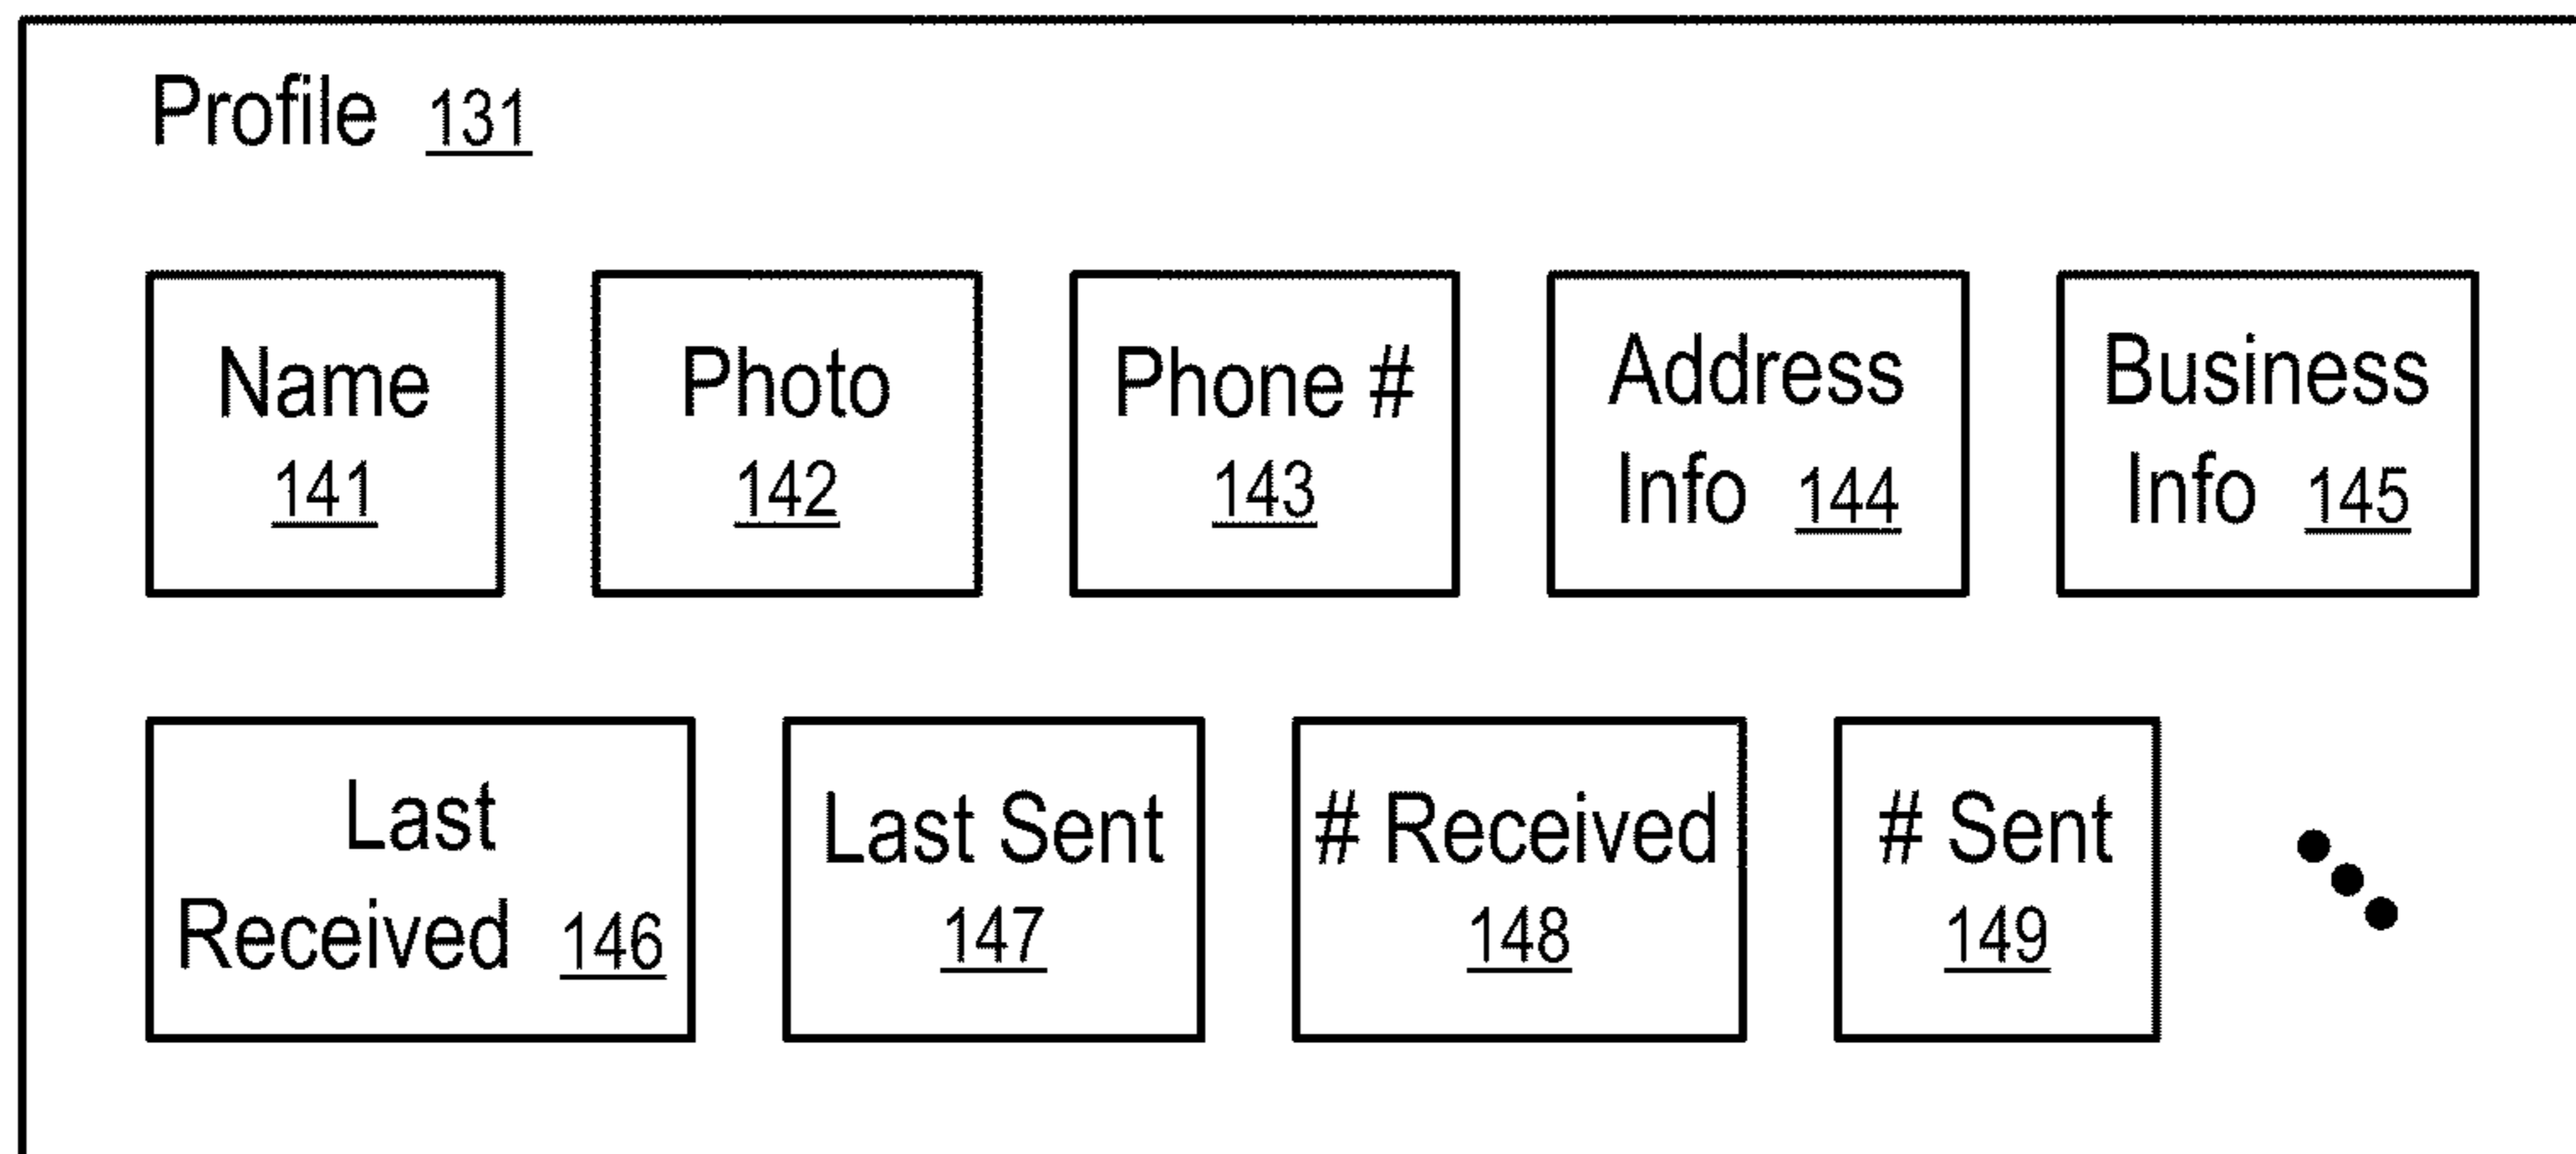 Profile 131
Name
141
Photo
142
Phone #
143
Address
Info 144
Business
Info 145
Last
Received 146
Last Sent
147
# Received
148
# Sent
149